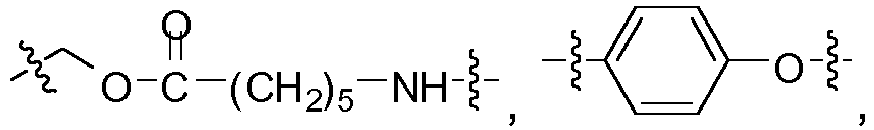 O
O-C-(CH₂)₅-NH-, -O-,